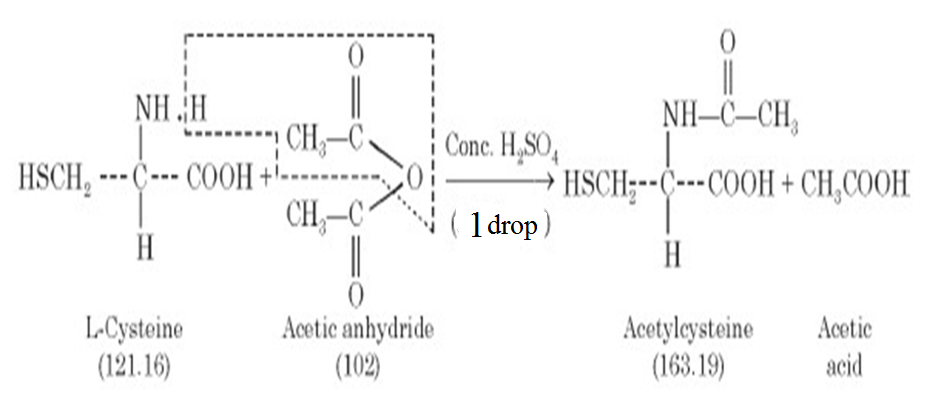 O
O
NH H
CH₃–C
NH–C–CH₃
Conc. H₂SO₄
HSCH₂ --- C --- COOH +
O
HSCH₂---C---COOH + CH₃COOH
CH₃–C
( 1 drop )
H
H
O
L-Cysteine
(121.16)
Acetic anhydride
(102)
Acetylcysteine
(163.19)
Acetic
acid